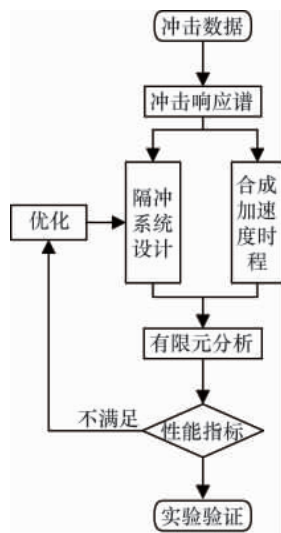 冲击数据
冲击响应谱
隔冲
系统
设计
合成
加速
度时
程
优化
有限元分析
不满足
性能指标
实验验证